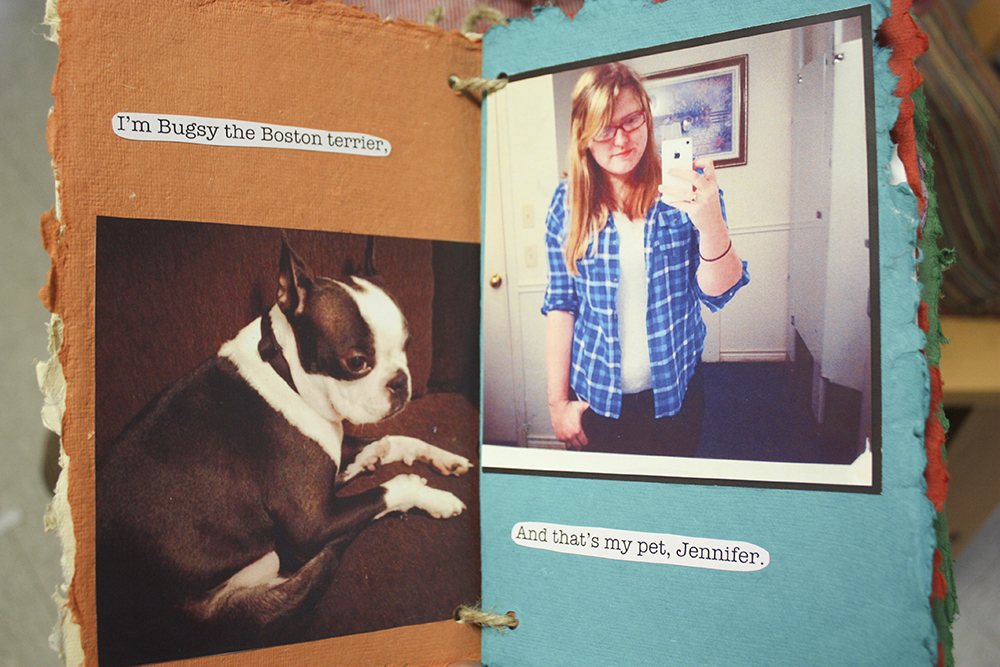 I'm Bugsy the Boston terrier,
And that's my pet, Jennifer.